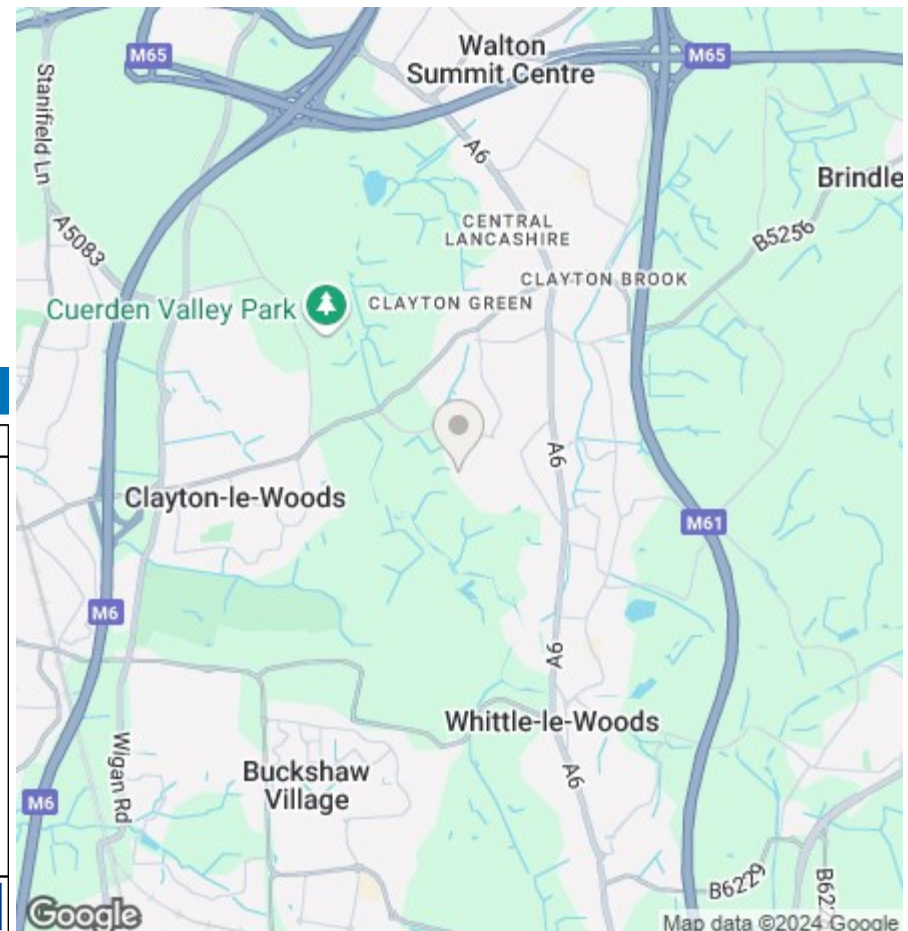 M65
Walton
Summit Centre
M65
Stanifield Ln
A6
Brindle
A5083
CENTRAL
LANCASHIRE
B5256
CLAYTON BROOK
Cuerden Valley Park
CLAYTON GREEN
A6
Clayton-le-Woods
M61
M6
A6
Whittle-le-Woods
Wigan Rd
Buckshaw
Village
A6
M6
B6229
Google
Map data ©2024 Google